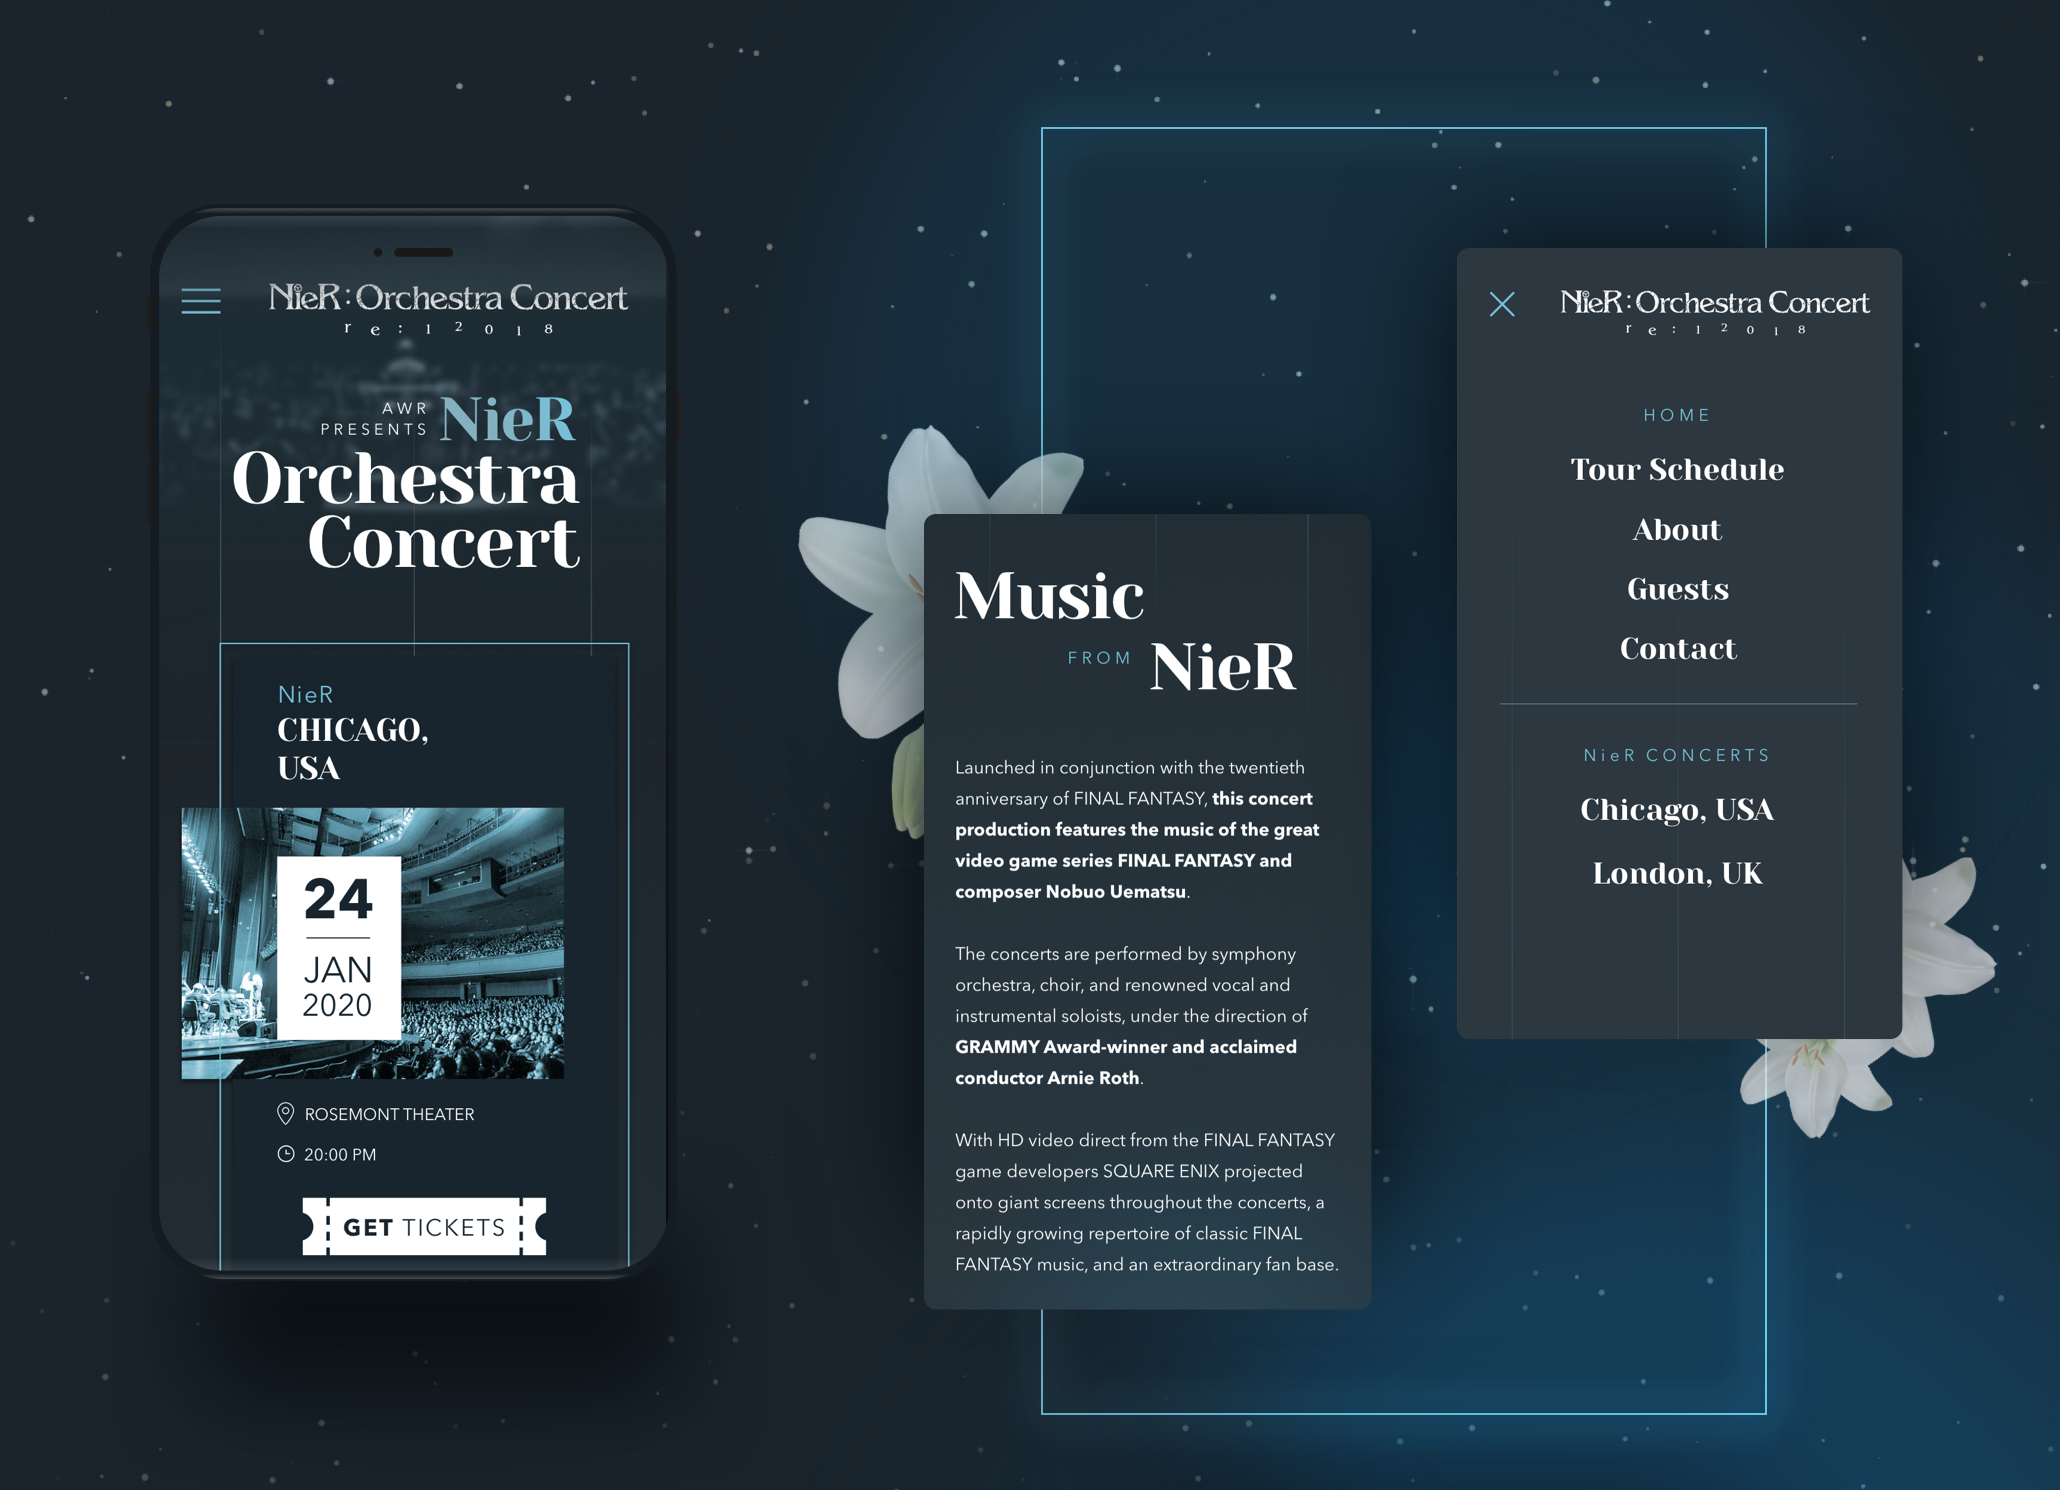 NieR:Orchestra Concert
re:12018
AWR
PRESENTS
NieR
Orchestra
Concert
NieR
CHICAGO,
USA
24
JAN
2020
ROSEMONT THEATER
20:00 PM
GET TICKETS
Music
FROM NieR
Launched in conjunction with the twentieth
anniversary of FINAL FANTASY, this concert
production features the music of the great
video game series FINAL FANTASY and
composer Nobuo Uematsu.
The concerts are performed by symphony
orchestra, choir, and renowned vocal and
instrumental soloists, under the direction of
GRAMMY Award-winner and acclaimed
conductor Arnie Roth.
With HD video direct from the FINAL FANTASY
game developers SQUARE ENIX projected
onto giant screens throughout the concerts, a
rapidly growing repertoire of classic FINAL
FANTASY music, and an extraordinary fan base.
NieR:Orchestra Concert
re:12018
HOME
Tour Schedule
About
Guests
Contact
NieR CONCERTS
Chicago, USA
London, UK